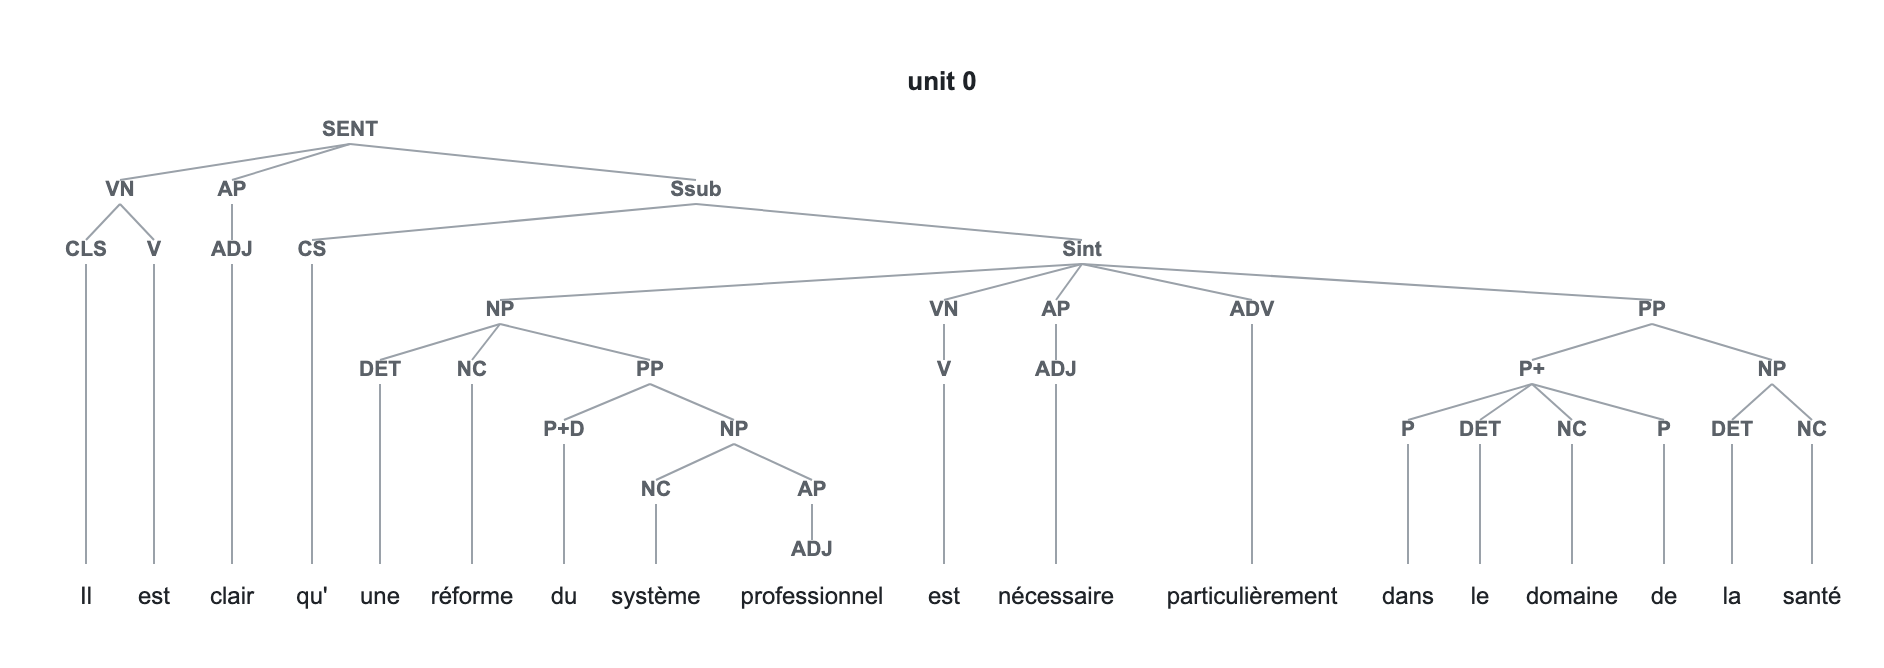 unit 0
SENT
VN AP Ssub
CLS V ADJ CS Sint
NP VN AP ADV PP
DET NC PP V ADJ P+ NP
P+D NP P DET NC P DET NC
NC AP
ADJ
Il est clair qu' une réforme du système professionnel est nécessaire particulièrement dans le domaine de la santé